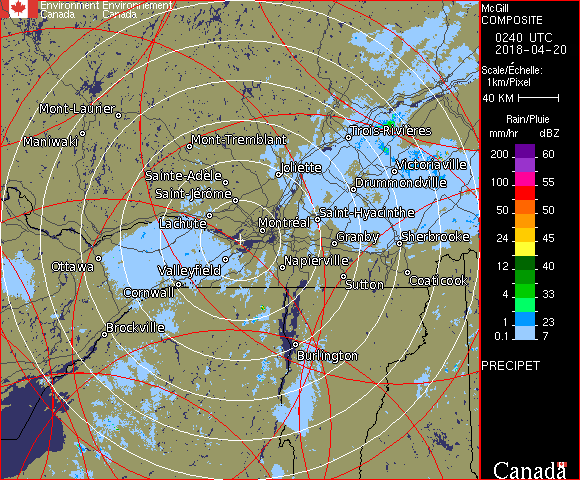 Environment Environnement
Canada Canada
Mont-Laurier
Maniwaki
Mont-Tremblant
Trois-Rivières
Joliette
Victoriaville
Sainte-Adèle
Drummondville
Saint-Jérôme
Lachute
Saint-Hyacinthe
Montréal
Granby
Sherbrooke
Ottawa
Valleyfield
Napierville
Cornwall
Sutton
Coaticook
Brockville
Burlington
McGill
COMPOSITE
0240 UTC
2018-04-20
Scale/Échelle:
1km/Pixel
40 KM
Rain/Pluie
mm/hr dBZ
200 60
150 57
100 55
50 50
24 45
12 40
4 33
2 23
0.1 7
PRECIPET
Canada